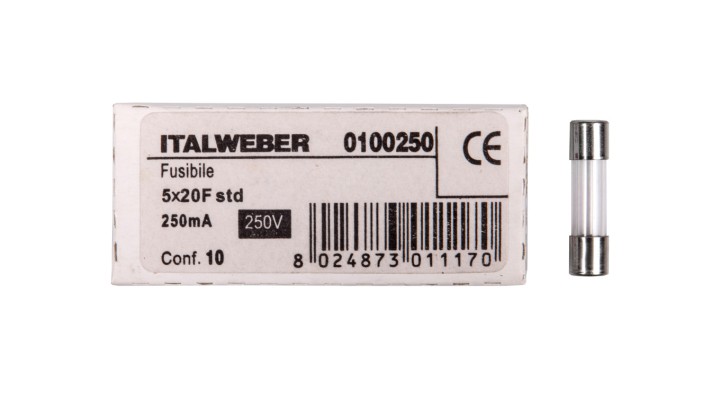 ITALWEBER 0100250 CE
Fusibile
5x20F std
250mA 250V
Conf. 10
8 024873 011170